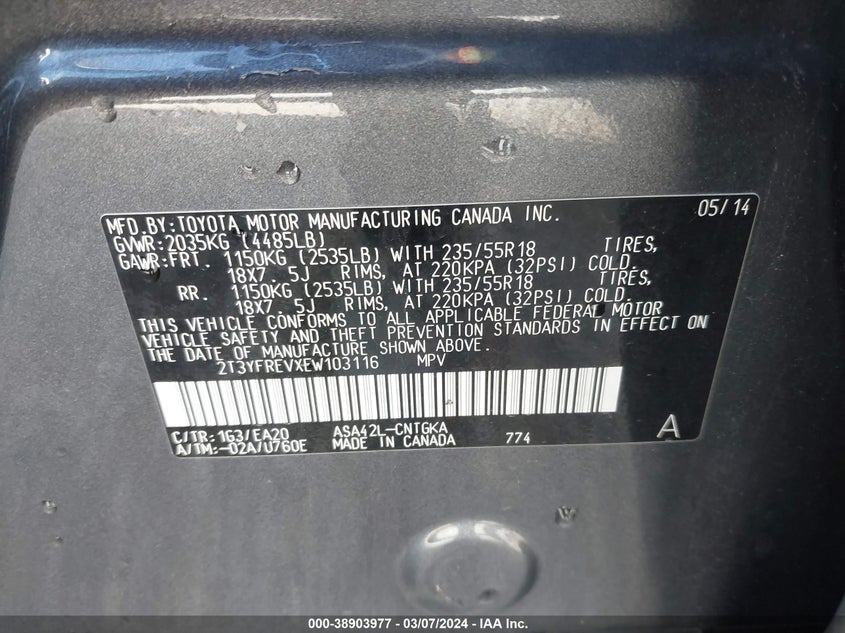 MFD.BY:TOYOTA MOTOR MANUFACTURING CANADA INC. 05/14
GVWR:2035KG (4485LB)
GAWR:FRT. 1150KG (2535LB) WITH 235/55R18 TIRES,
18X7. 5J RIMS, AT 220KPA (32PSI) COLD.
RR. 1150KG (2535LB) WITH 235/55R18 TIRES,
18X7. 5J RIMS, AT 220KPA (32PSI) COLD.
THIS VEHICLE CONFORMS TO ALL APPLICABLE FEDERAL MOTOR
VEHICLE SAFETY AND THEFT PREVENTION STANDARDS IN EFFECT ON
THE DATE OF MANUFACTURE SHOWN ABOVE.
2T3YFREVXEW103116 MPV
C/TR:1G3/EA20 ASA42L-CNTGKA
A/TM:-02A/U760E MADE IN CANADA 774 A
000-38903977 - 03/07/2024 - IAA Inc.